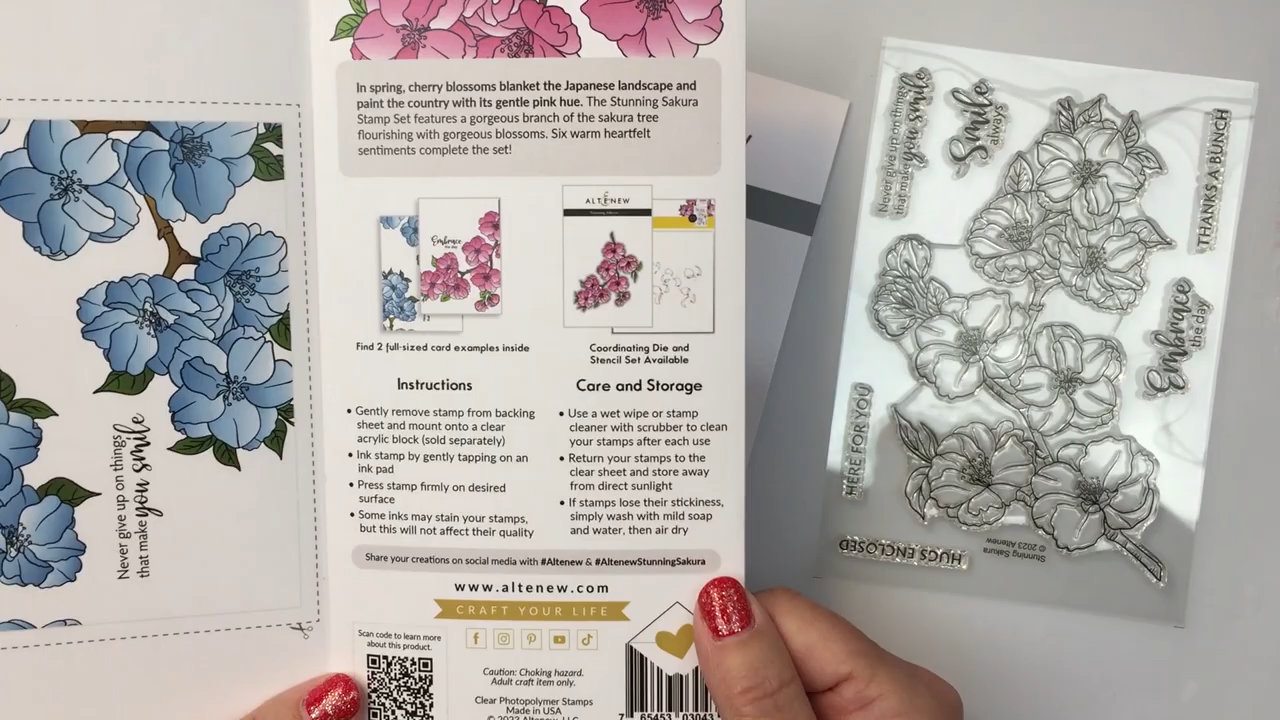 In spring, cherry blossoms blanket the Japanese landscape and
paint the country with its gentle pink hue. The Stunning Sakura
Stamp Set features a gorgeous branch of the sakura tree
flourishing with gorgeous blossoms. Six warm heartfelt
sentiments complete the set!
Embrace
the day
ALTENEW
Find 2 full-sized card examples inside
Coordinating Die and
Stencil Set Available
Instructions
• Gently remove stamp from backing
sheet and mount onto a clear
acrylic block (sold separately)
• Ink stamp by gently tapping on an
ink pad
• Press stamp firmly on desired
surface
• Some inks may stain your stamps,
but this will not affect their quality
Care and Storage
• Use a wet wipe or stamp
cleaner with scrubber to clean
your stamps after each use
• Return your stamps to the
clear sheet and store away
from direct sunlight
• If stamps lose their stickiness,
simply wash with mild soap
and water, then air dry
Share your creations on social media with #Altenew & #AltenewStunningSakura
www.altenew.com
CRAFT YOUR LIFE
Scan code to learn more
about this product.
Caution: Choking hazard.
Adult craft item only.
Clear Photopolymer Stamps
Made in USA
© 2023 Altenew, LLC
7 65453 03043
Never give up on things
that make you smile
Never give up on things
that make you smile
Smile
always
THANKS A BUNCH
Embrace
the day
HERE FOR YOU
HUGS ENCLOSED
Stunning Sakura
© 2023 Altenew